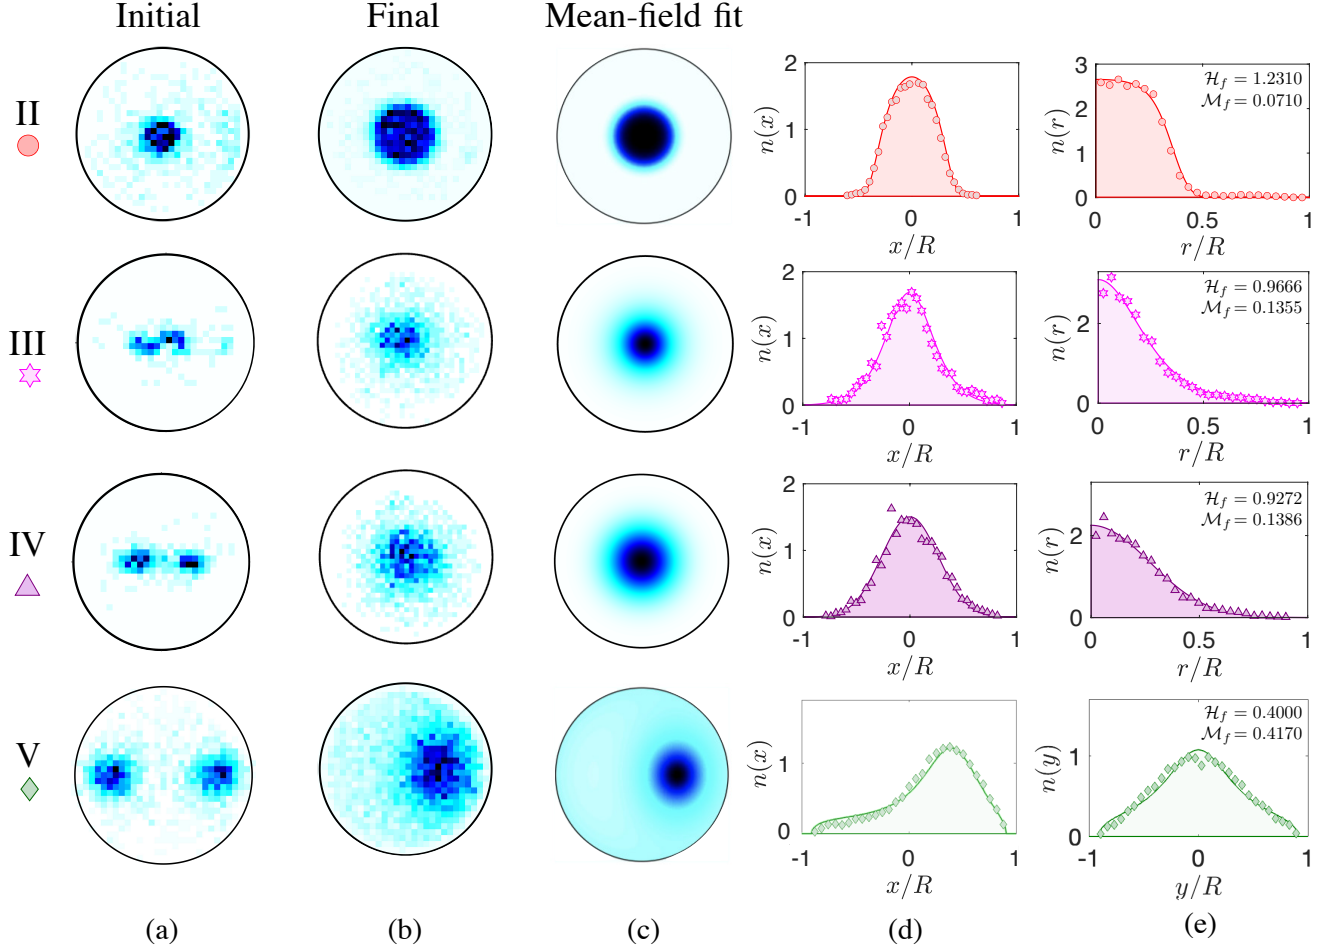 Initial Final Mean-field fit
II
n(x)
2
1
0
-1 0 1
x/R
n(r)
3
2
1
0
0 0.5 1
r/R
ℋ_f = 1.2310
ℳ_f = 0.0710
III
n(x)
2
1
0
-1 0 1
x/R
n(r)
2
0
0 0.5 1
r/R
ℋ_f = 0.9666
ℳ_f = 0.1355
IV
n(x)
2
1
0
-1 0 1
x/R
n(r)
2
0
0 0.5 1
r/R
ℋ_f = 0.9272
ℳ_f = 0.1386
V
n(x)
1
0
-1 0 1
x/R
n(y)
1
0
-1 0 1
y/R
ℋ_f = 0.4000
ℳ_f = 0.4170
(a) (b) (c) (d) (e)